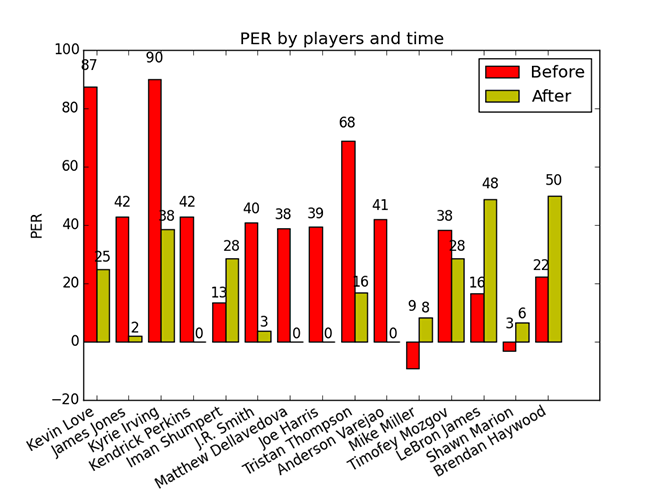 PER by players and time
PER
100
80
60
40
20
0
−20
Before
After
87
25
42
2
90
38
42
0
13
28
40
3
38
0
39
0
68
16
41
0
9
8
38
28
16
48
3
6
22
50
Kevin Love
James Jones
Kyrie Irving
Kendrick Perkins
Iman Shumpert
J.R. Smith
Matthew Dellavedova
Joe Harris
Tristan Thompson
Anderson Varejao
Mike Miller
Timofey Mozgov
LeBron James
Shawn Marion
Brendan Haywood